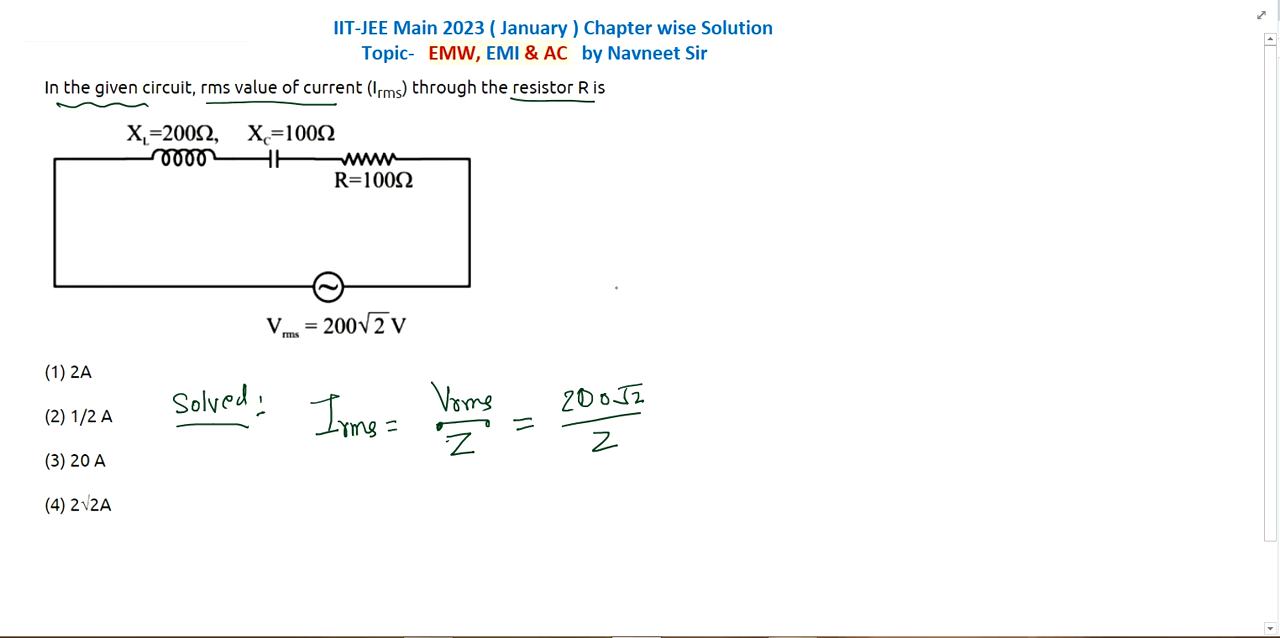 IIT-JEE Main 2023 ( January ) Chapter wise Solution
Topic- EMW, EMI & AC by Navneet Sir
In the given circuit, rms value of current (Irms) through the resistor R is
XL=200Ω, XC=100Ω
R=100Ω
Vrms = 200√2 V
(1) 2A
(2) 1/2 A
(3) 20 A
(4) 2√2A
Solved:
Irms = Vrms/Z = 200√2/Z